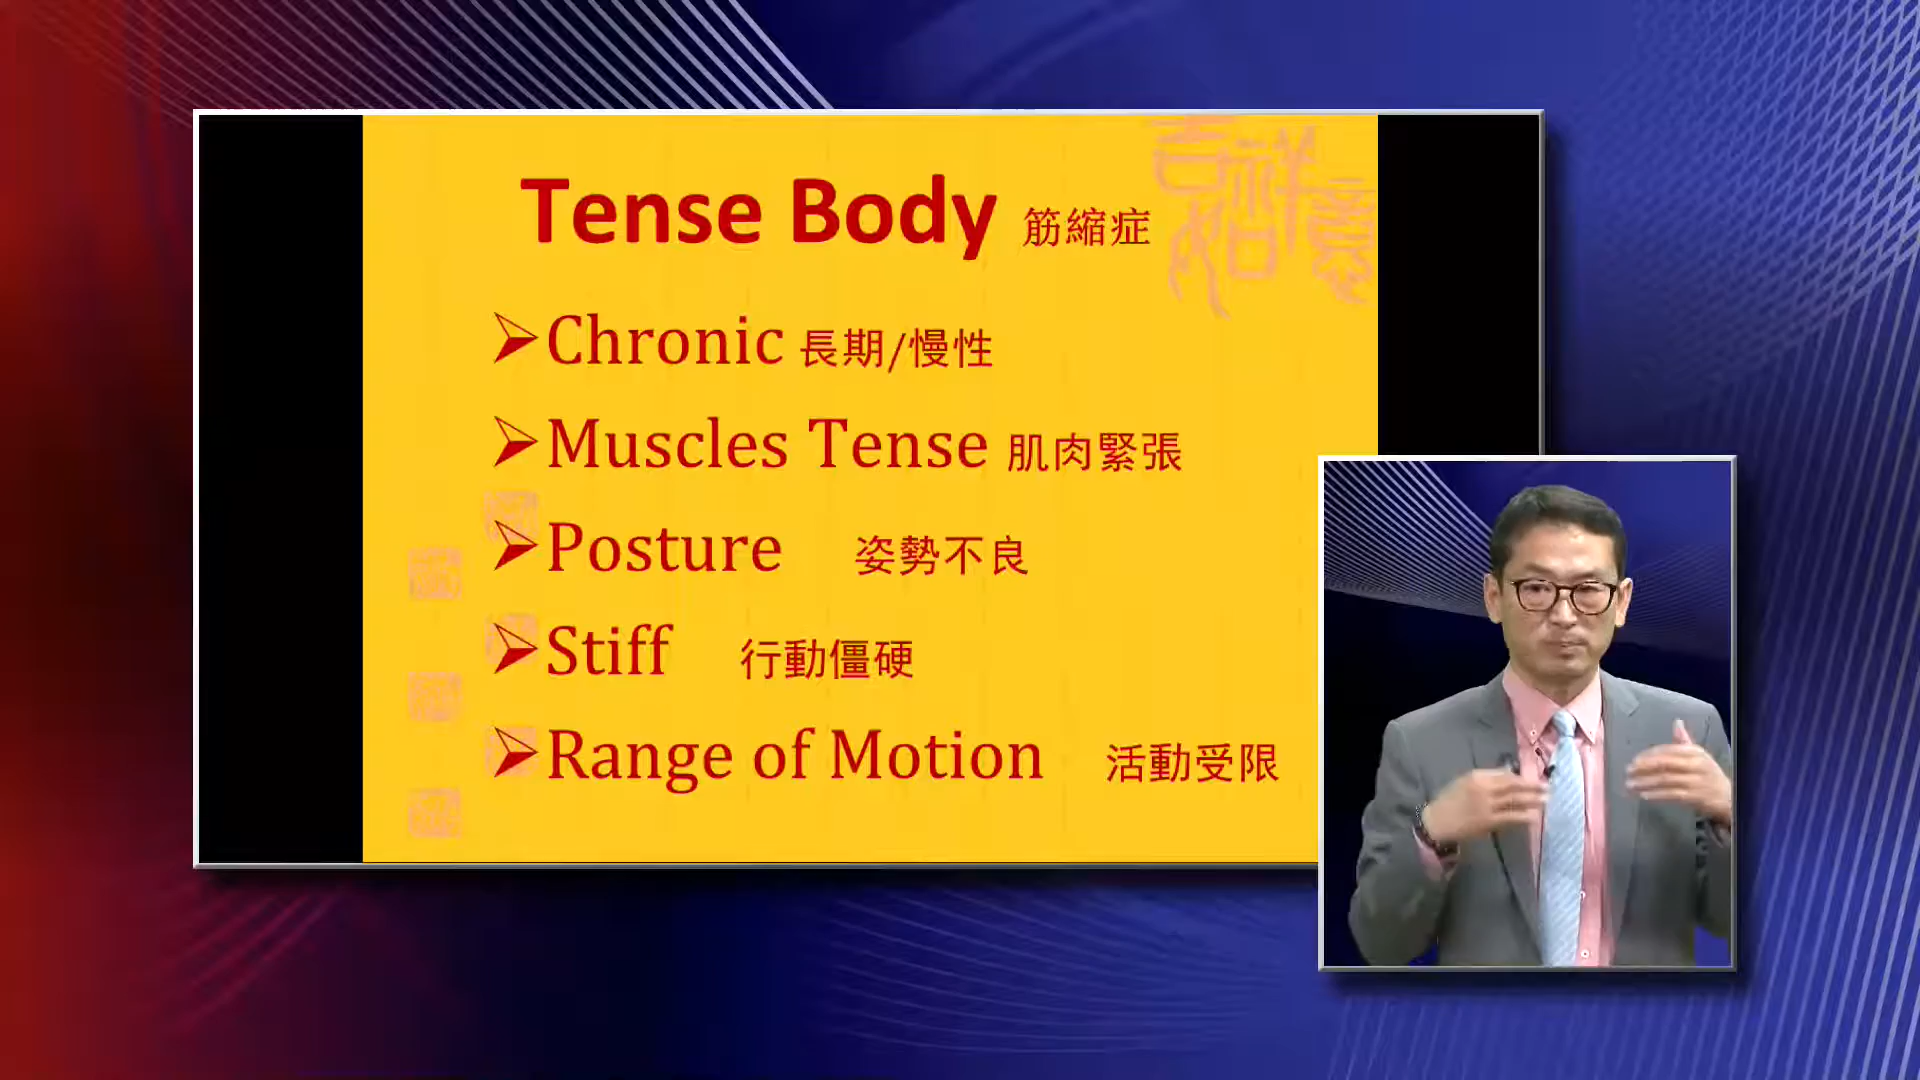 Tense Body 筋縮症
Chronic 長期/慢性
Muscles Tense 肌肉緊張
Posture 姿勢不良
Stiff 行動僵硬
Range of Motion 活動受限